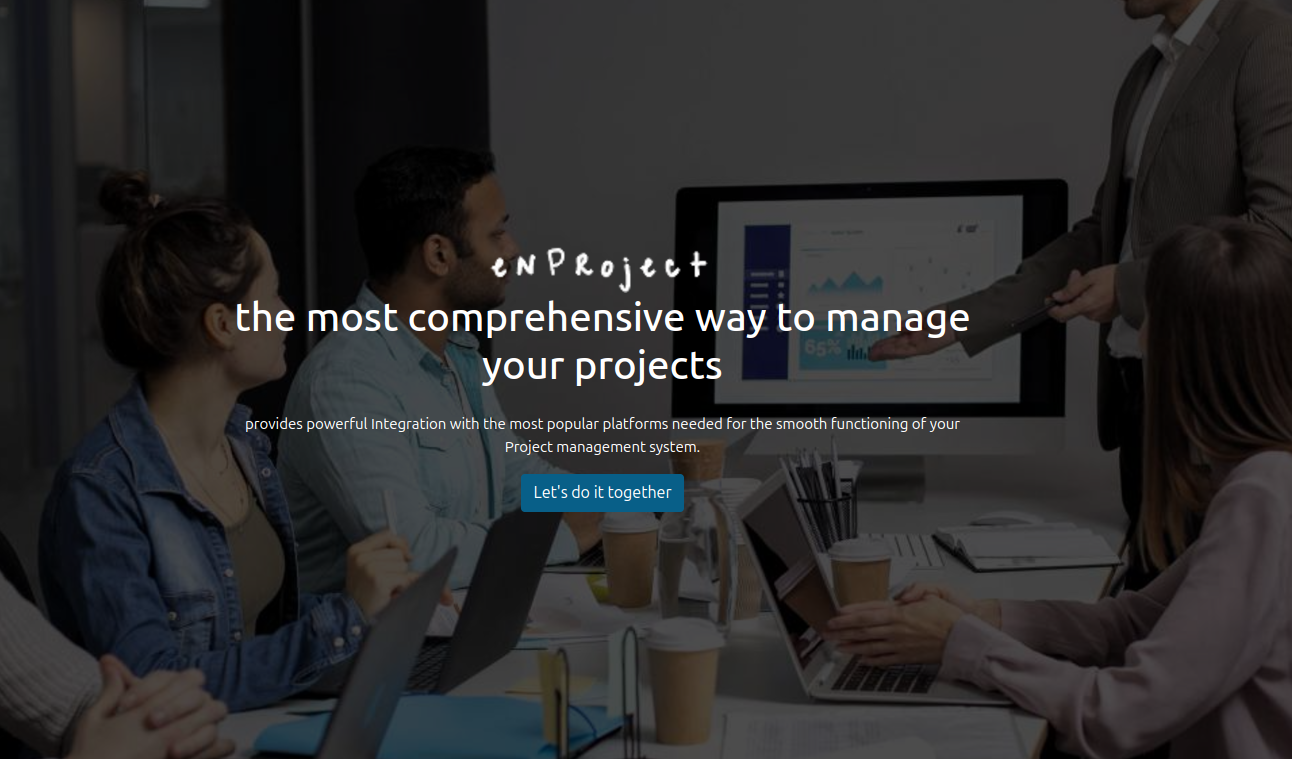 eNPRoject
the most comprehensive way to manage
your projects
provides powerful Integration with the most popular platforms needed for the smooth functioning of your
Project management system.
Let's do it together
65%